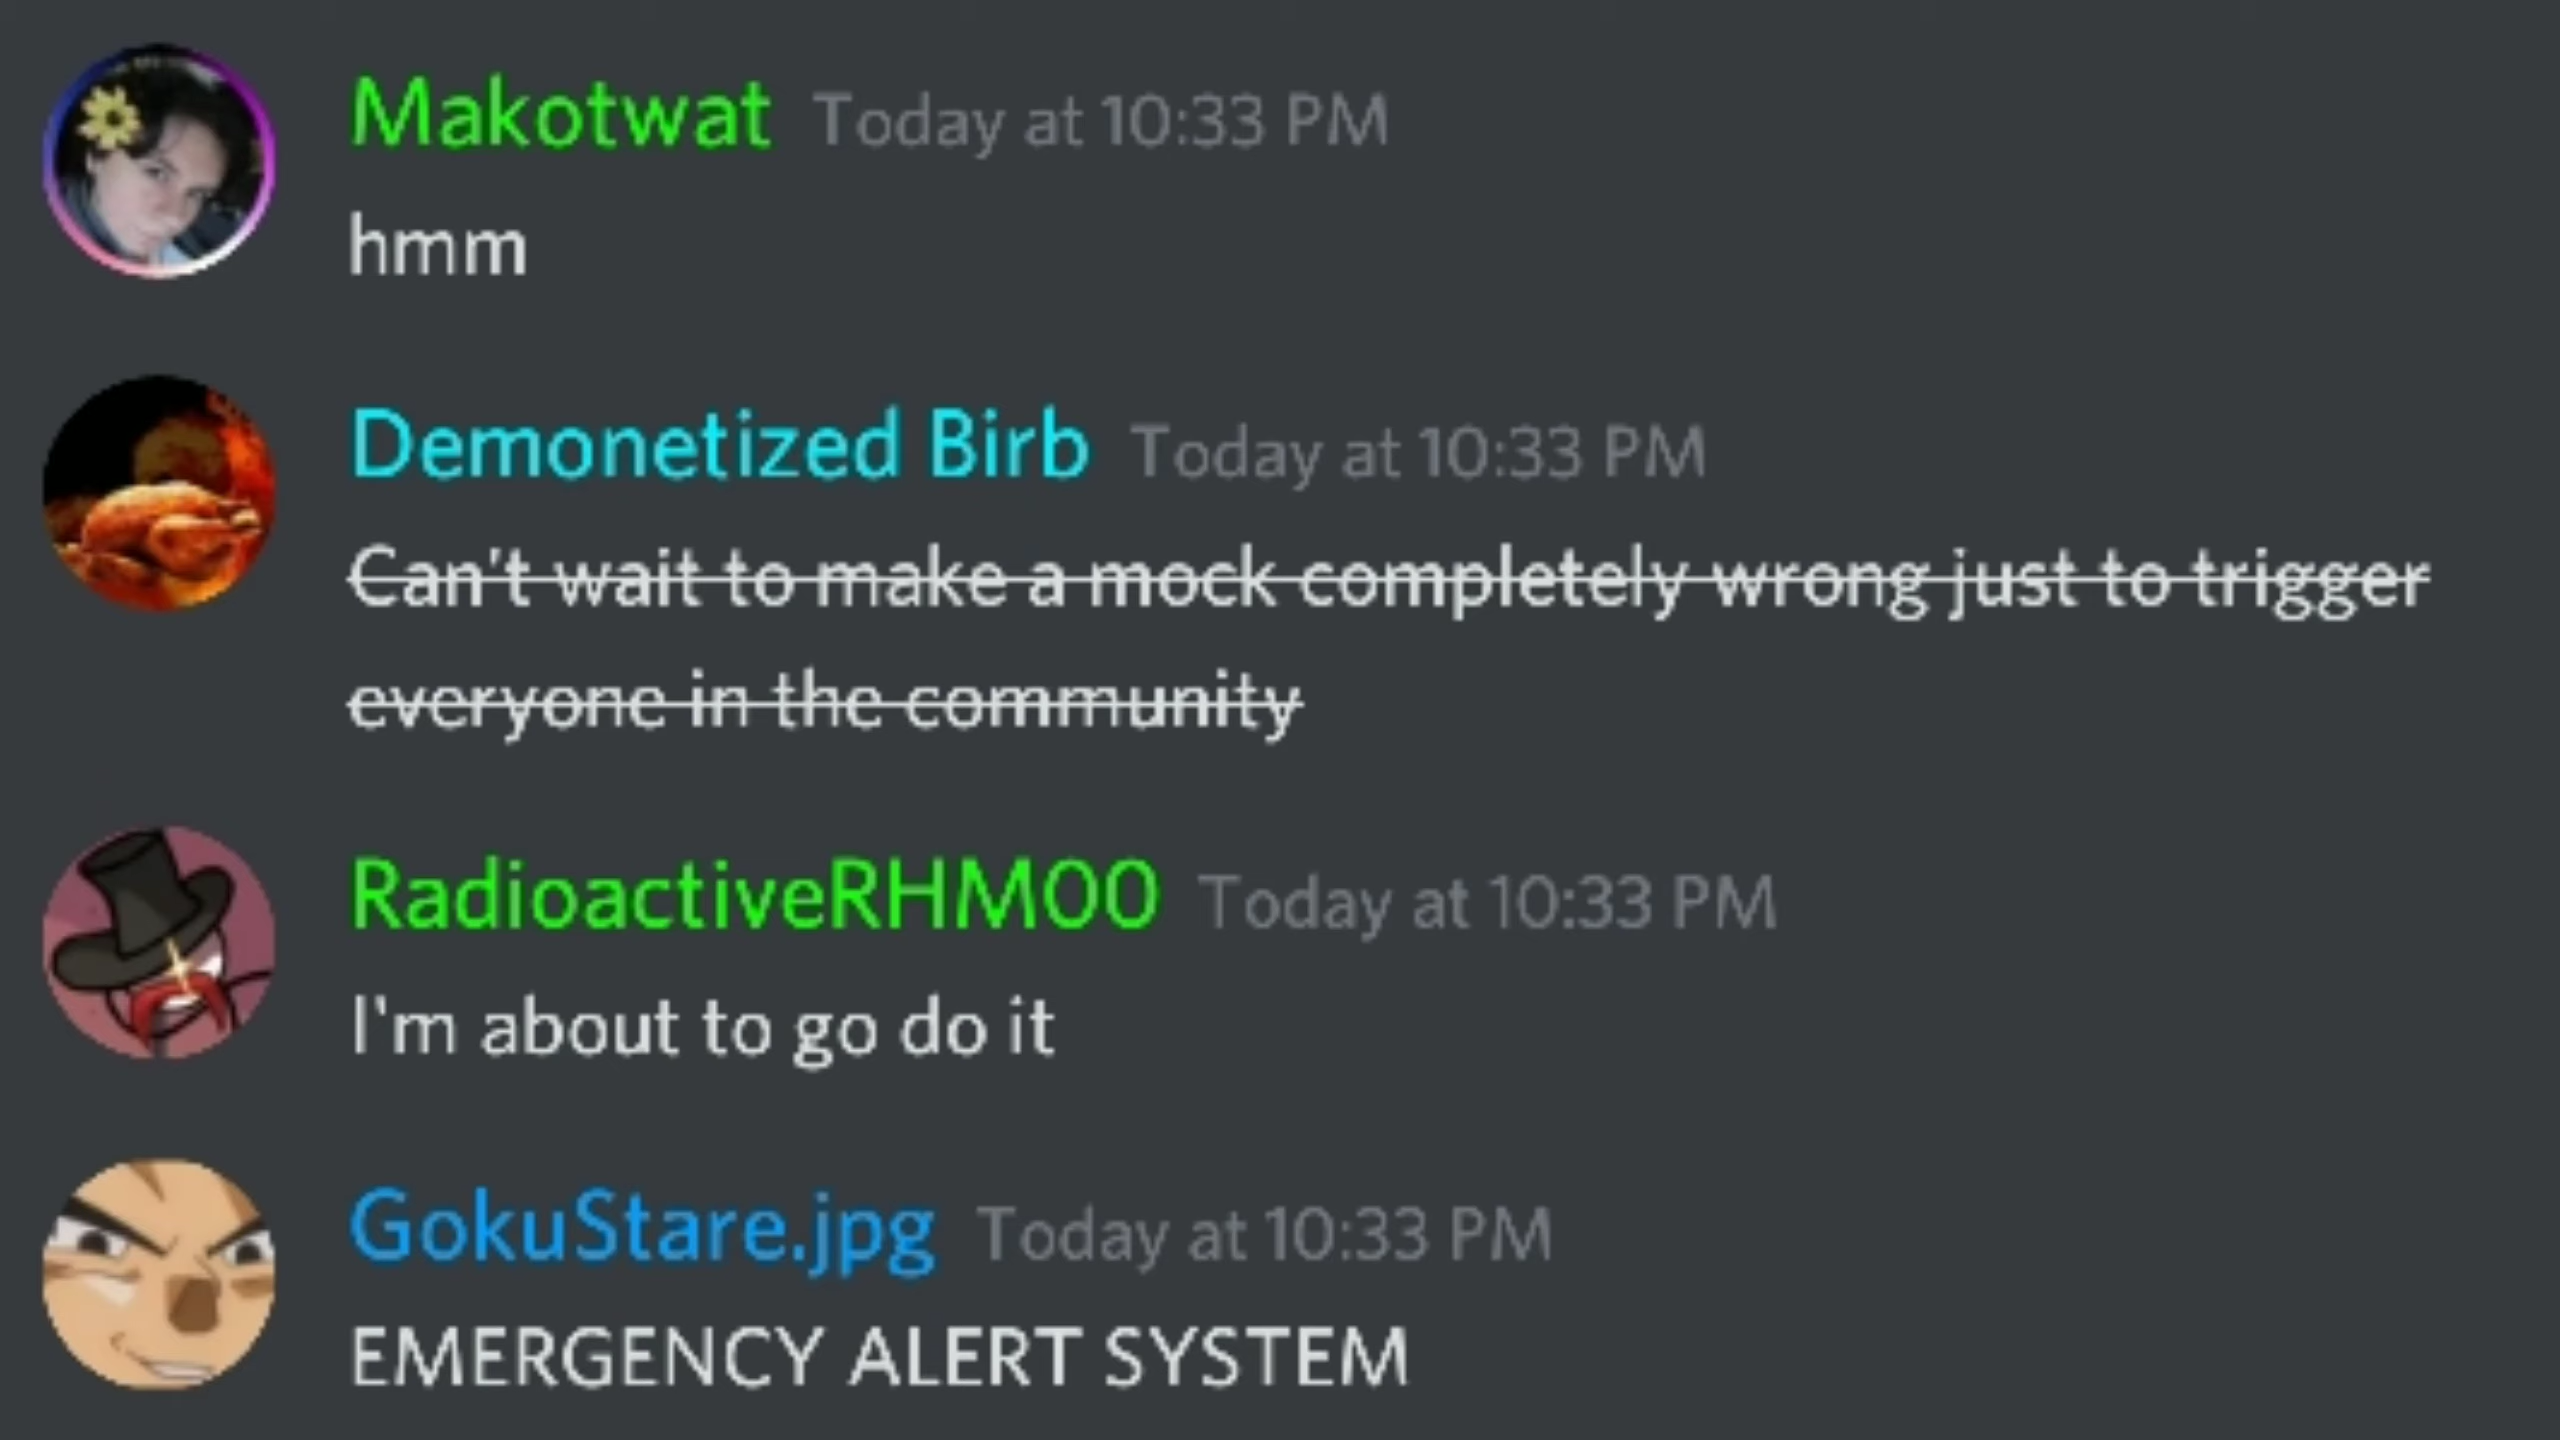 Makotwat Today at 10:33 PM
hmm
Demonetized Birb Today at 10:33 PM
Can't wait to make a mock completely wrong just to trigger
everyone in the community
RadioactiveRHM00 Today at 10:33 PM
I'm about to go do it
GokuStare.jpg Today at 10:33 PM
EMERGENCY ALERT SYSTEM